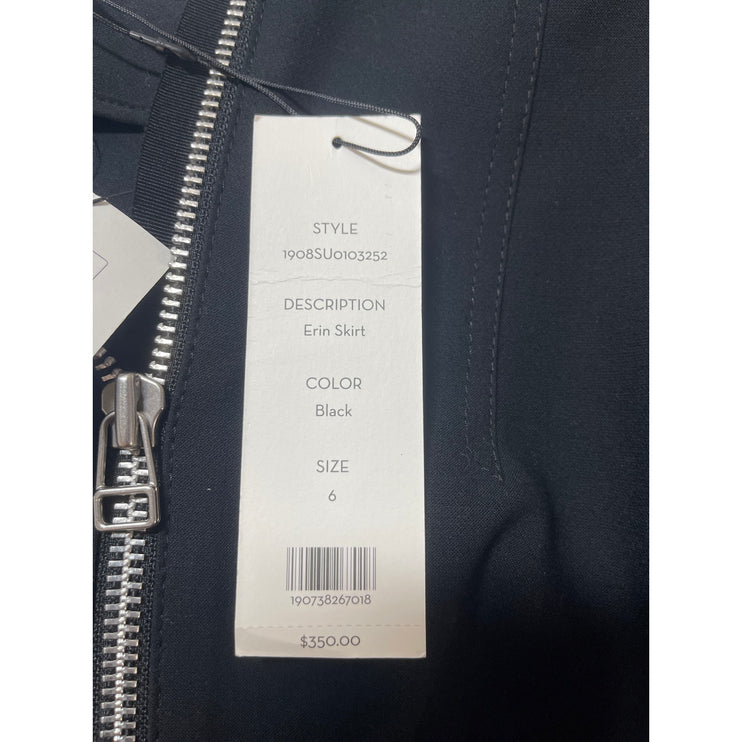 STYLE
1908SU0103252
DESCRIPTION
Erin Skirt
COLOR
Black
SIZE
6
190738267018
$350.00